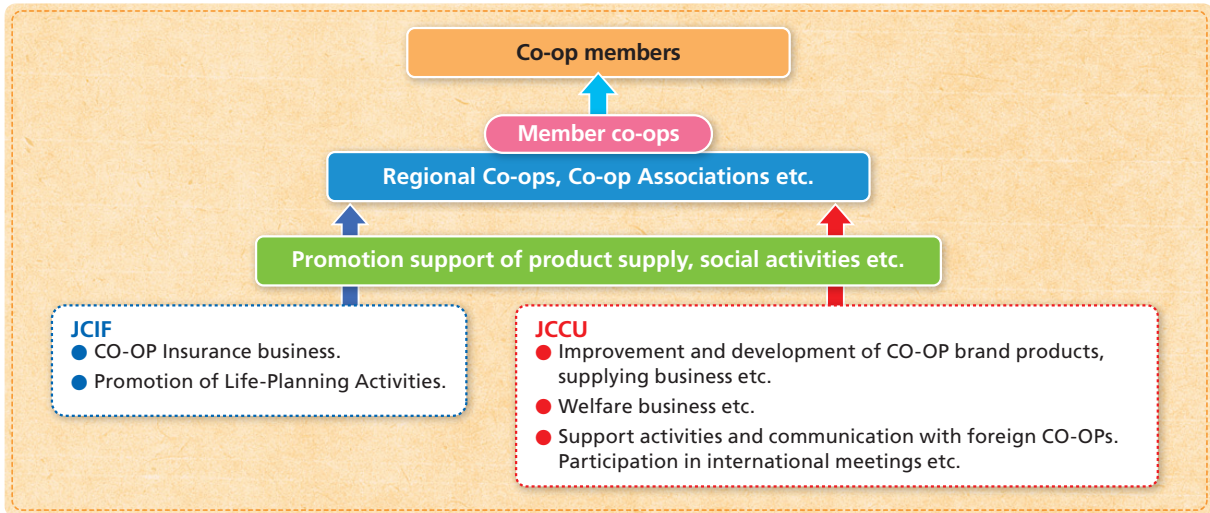 Co-op members
Member co-ops
Regional Co-ops, Co-op Associations etc.
Promotion support of product supply, social activities etc.
JCIF
● CO-OP Insurance business.
● Promotion of Life-Planning Activities.
JCCU
● Improvement and development of CO-OP brand products,
supplying business etc.
● Welfare business etc.
● Support activities and communication with foreign CO-OPs.
Participation in international meetings etc.